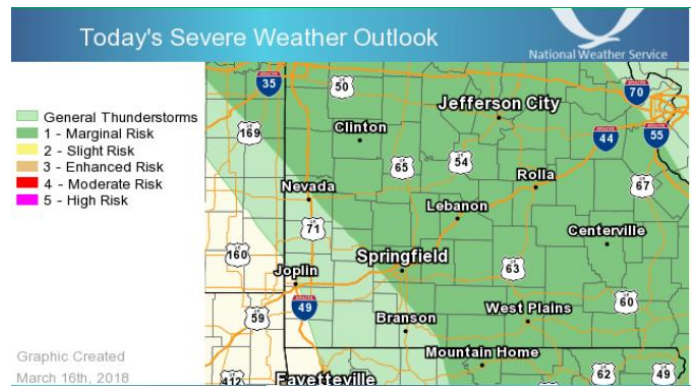 Today's Severe Weather Outlook
National Weather Service
General Thunderstorms
1 - Marginal Risk
2 - Slight Risk
3 - Enhanced Risk
4 - Moderate Risk
5 - High Risk
35
50
70
Jefferson City
169
Clinton
44
55
65
54
Rolla
67
Nevada
Lebanon
71
Centerville
160
Springfield
63
Joplin
49
60
59
Branson
West Plains
Mountain Home
Graphic Created
March 16th, 2018
412
Fayetteville
62
49